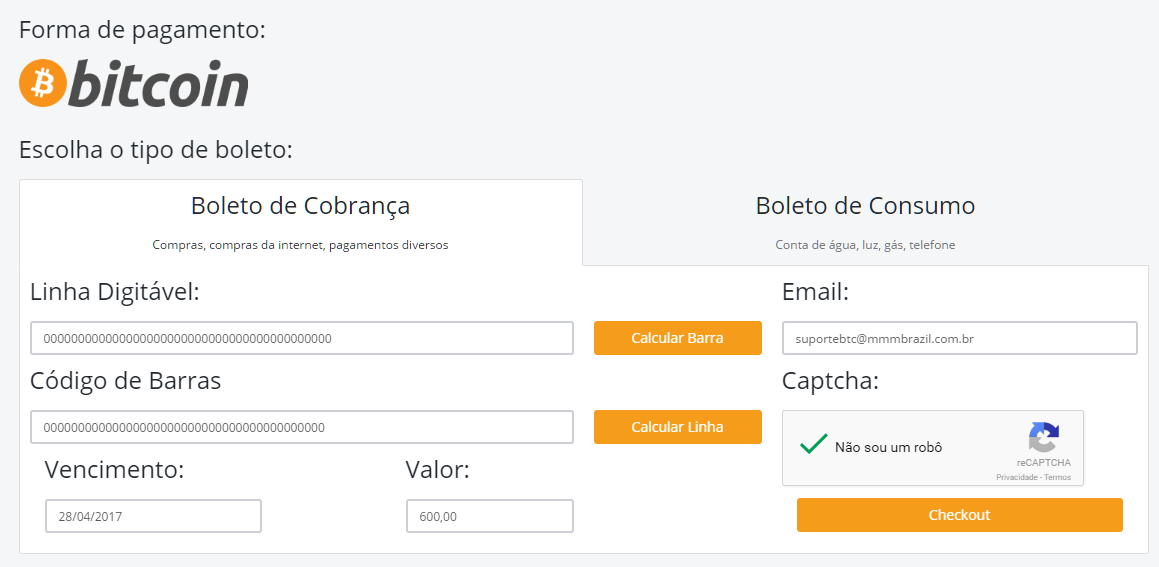 Forma de pagamento:
bitcoin
Escolha o tipo de boleto:
Boleto de Cobrança
Compras, compras da internet, pagamentos diversos
Boleto de Consumo
Conta de água, luz, gás, telefone
Linha Digitável:
00000000000000000000000000000000000000000000000
Calcular Barra
Código de Barras
00000000000000000000000000000000000000000000
Calcular Linha
Vencimento:
28/04/2017
Valor:
600,00
Email:
suportebtc@mmmbrazil.com.br
Captcha:
Não sou um robô
reCAPTCHA
Privacidade - Termos
Checkout